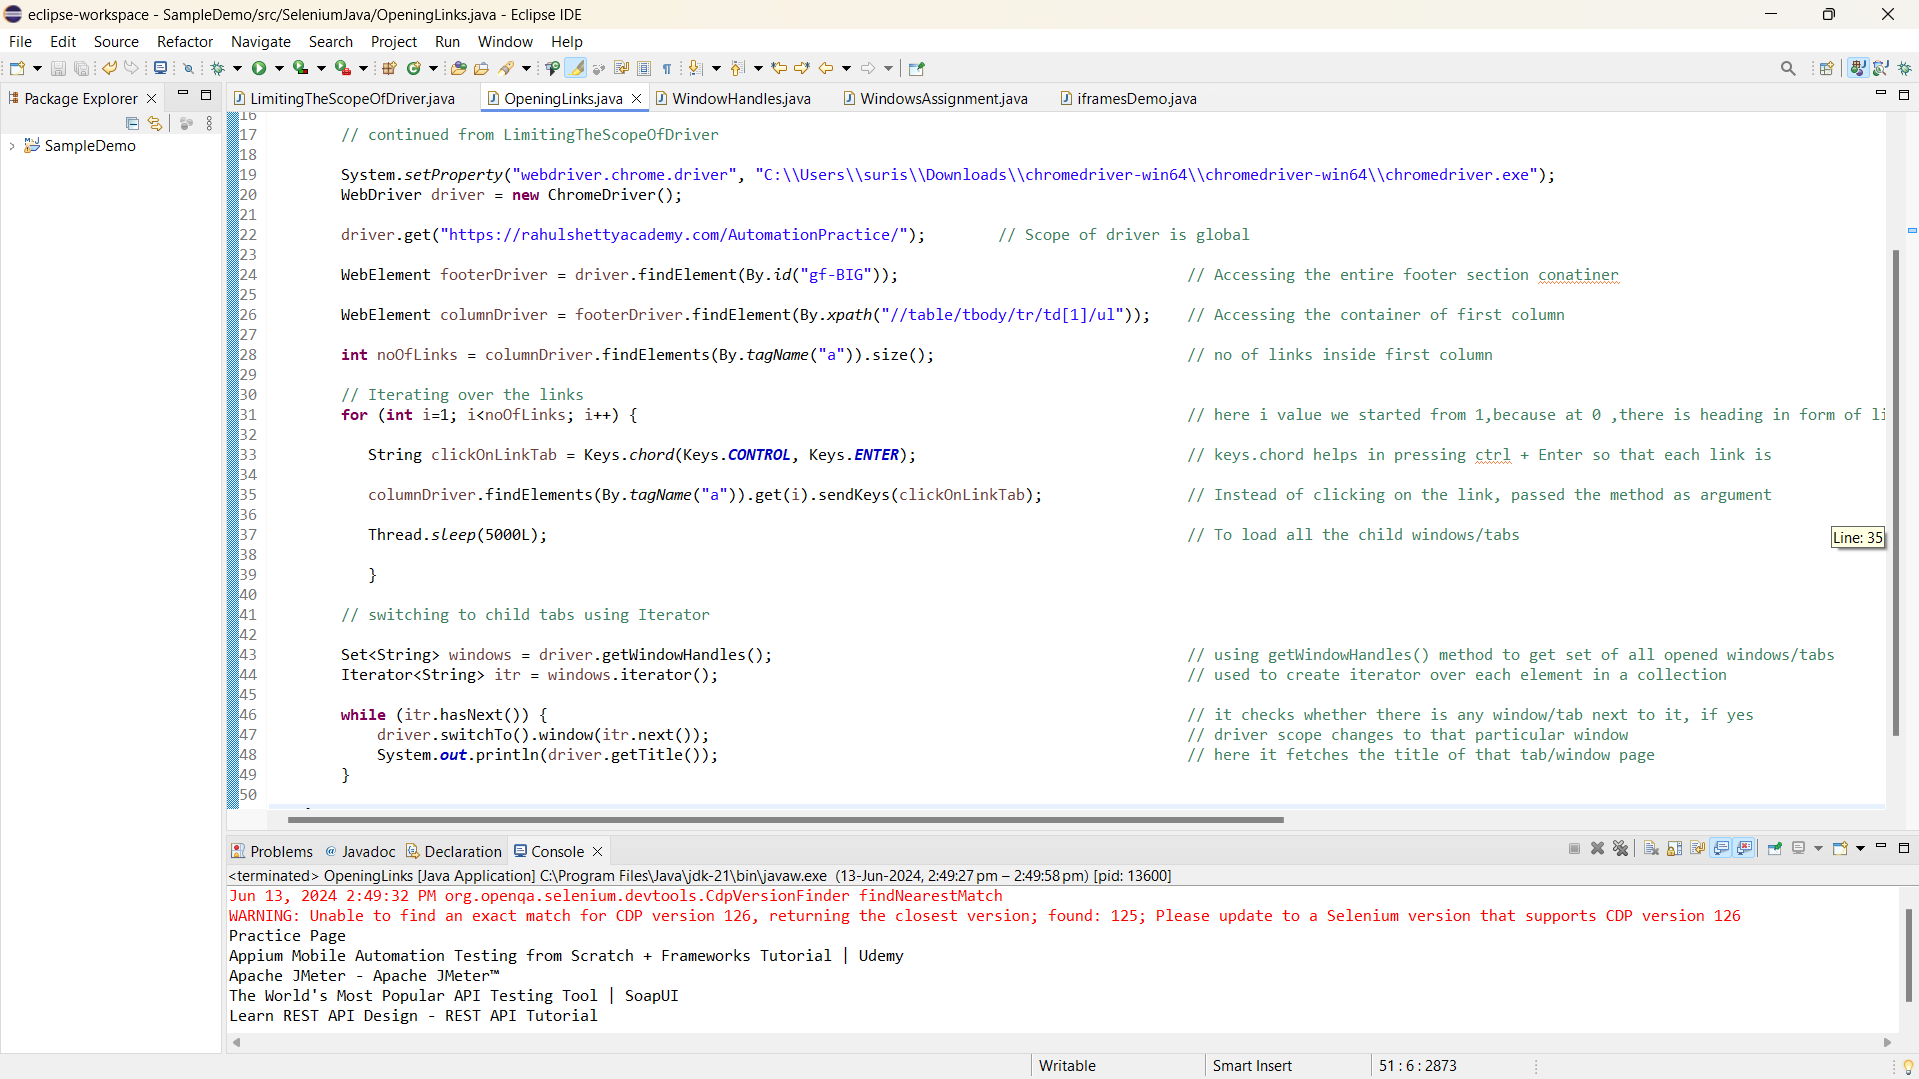 eclipse-workspace - SampleDemo/src/SeleniumJava/OpeningLinks.java - Eclipse IDE
File Edit Source Refactor Navigate Search Project Run Window Help
Package Explorer
LimitingTheScopeOfDriver.java OpeningLinks.java WindowHandles.java WindowsAssignment.java iframesDemo.java
SampleDemo
16
17 // continued from LimitingTheScopeOfDriver
18
19 System.setProperty("webdriver.chrome.driver", "C:\\Users\\suris\\Downloads\\chromedriver-win64\\chromedriver-win64\\chromedriver.exe");
20 WebDriver driver = new ChromeDriver();
21
22 driver.get("https://rahulshettyacademy.com/AutomationPractice/"); // Scope of driver is global
23
24 WebElement footerDriver = driver.findElement(By.id("gf-BIG")); // Accessing the entire footer section conatiner
25
26 WebElement columnDriver = footerDriver.findElement(By.xpath("//table/tbody/tr/td[1]/ul")); // Accessing the container of first column
27
28 int noOfLinks = columnDriver.findElements(By.tagName("a")).size(); // no of links inside first column
29
30 // Iterating over the links
31 for (int i=1; i<noOfLinks; i++) { // here i value we started from 1,because at 0 ,there is heading in form of li
32
33 String clickOnLinkTab = Keys.chord(Keys.CONTROL, Keys.ENTER); // keys.chord helps in pressing ctrl + Enter so that each link is
34
35 columnDriver.findElements(By.tagName("a")).get(i).sendKeys(clickOnLinkTab); // Instead of clicking on the link, passed the method as argument
36
37 Thread.sleep(5000L); // To load all the child windows/tabs
Line: 35
38
39 }
40
41 // switching to child tabs using Iterator
42
43 Set<String> windows = driver.getWindowHandles(); // using getWindowHandles() method to get set of all opened windows/tabs
44 Iterator<String> itr = windows.iterator(); // used to create iterator over each element in a collection
45
46 while (itr.hasNext()) { // it checks whether there is any window/tab next to it, if yes
47 driver.switchTo().window(itr.next()); // driver scope changes to that particular window
48 System.out.println(driver.getTitle()); // here it fetches the title of that tab/window page
49 }
50
Problems Javadoc Declaration Console
<terminated> OpeningLinks [Java Application] C:\Program Files\Java\jdk-21\bin\javaw.exe (13-Jun-2024, 2:49:27 pm – 2:49:58 pm) [pid: 13600]
Jun 13, 2024 2:49:32 PM org.openqa.selenium.devtools.CdpVersionFinder findNearestMatch
WARNING: Unable to find an exact match for CDP version 126, returning the closest version; found: 125; Please update to a Selenium version that supports CDP version 126
Practice Page
Appium Mobile Automation Testing from Scratch + Frameworks Tutorial | Udemy
Apache JMeter - Apache JMeter™
The World's Most Popular API Testing Tool | SoapUI
Learn REST API Design - REST API Tutorial
Writable Smart Insert 51 : 6 : 2873